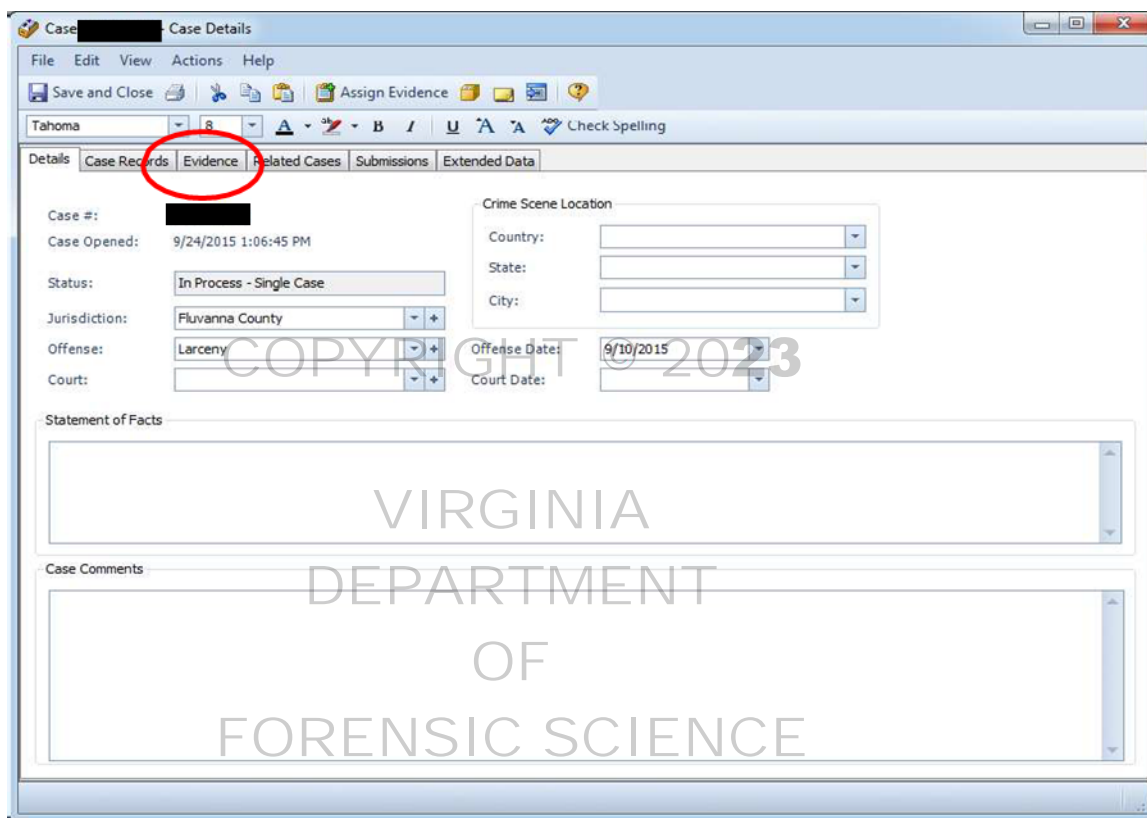 Case - Case Details
File Edit View Actions Help
Save and Close Assign Evidence
Tahoma 8 A B I U A A Check Spelling
Details Case Records Evidence Related Cases Submissions Extended Data
Case #:
Case Opened: 9/24/2015 1:06:45 PM
Status: In Process - Single Case
Jurisdiction: Fluvanna County
Offense: Larceny
Court:
Crime Scene Location
Country:
State:
City:
Offense Date: 9/10/2015
Court Date:
Statement of Facts
Case Comments
COPYRIGHT © 2023
VIRGINIA
DEPARTMENT
OF
FORENSIC SCIENCE